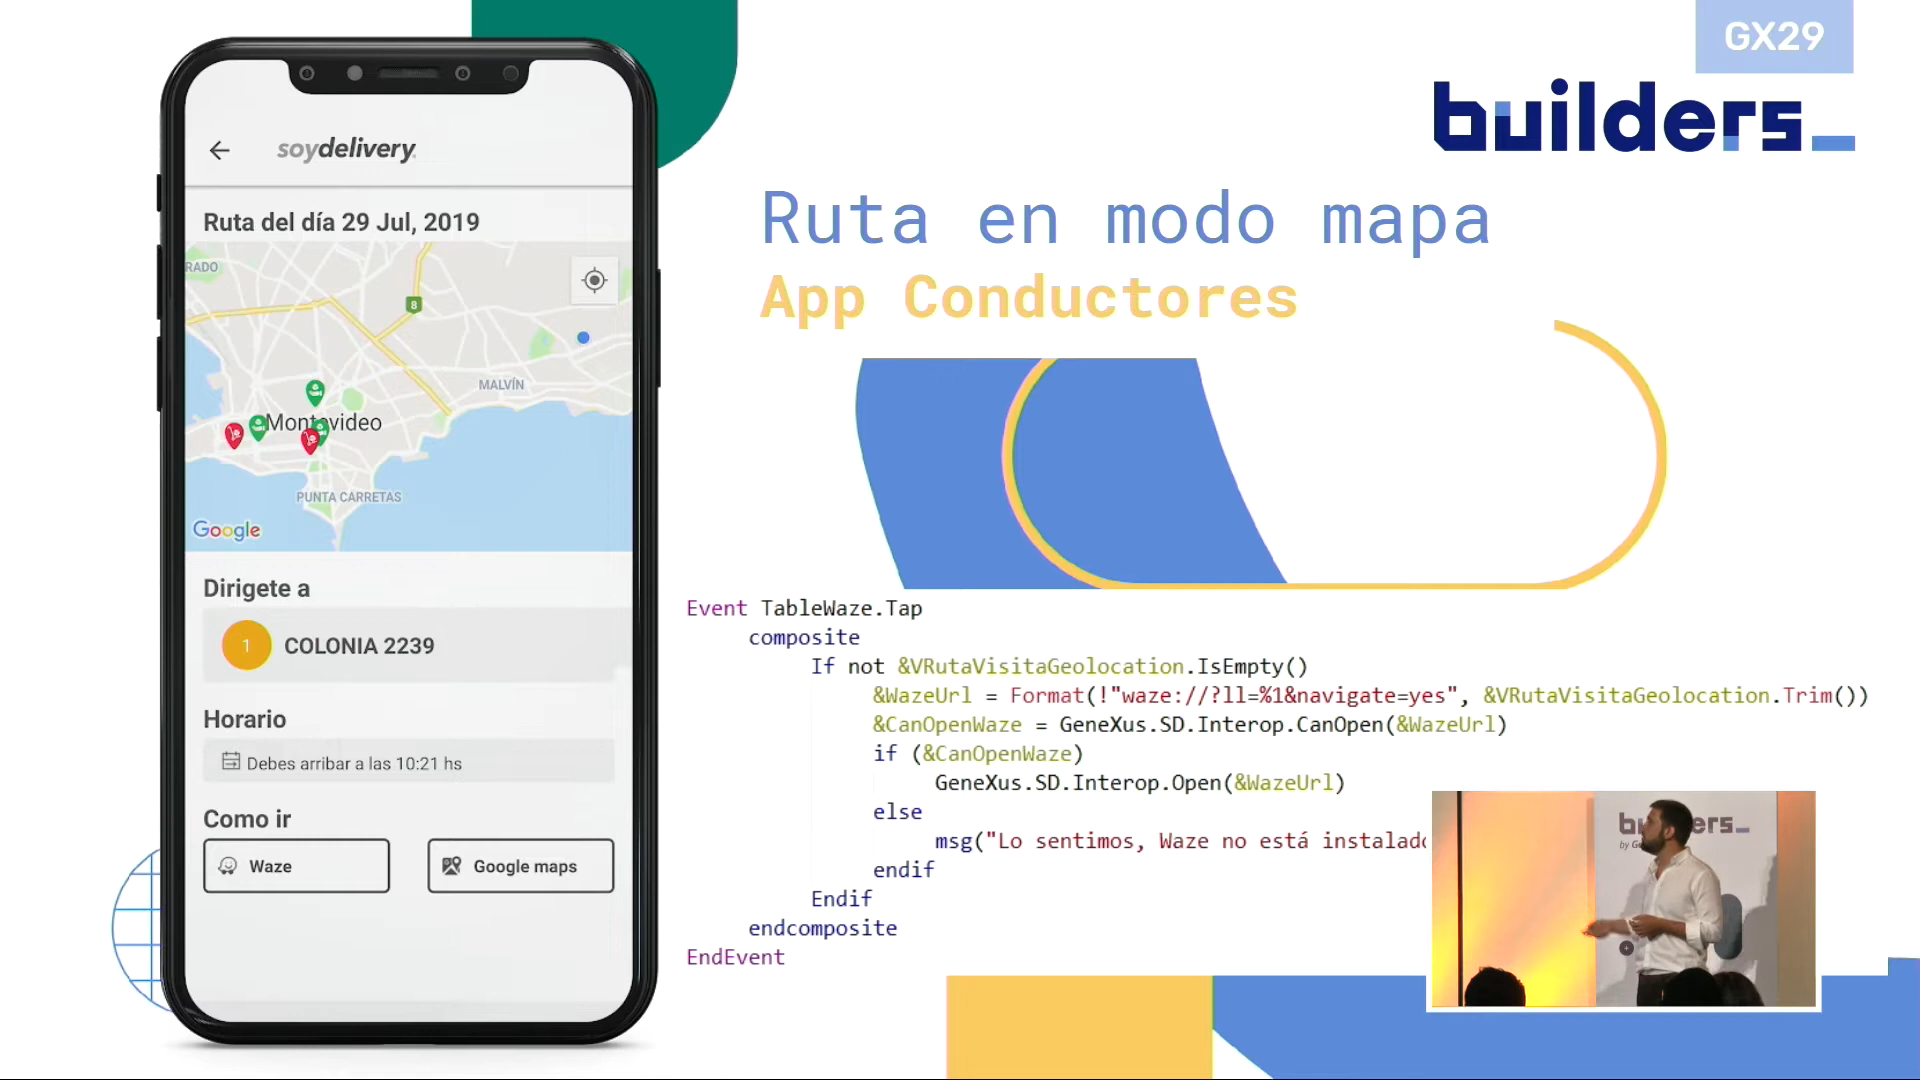 GX29
builders_
soydelivery
Ruta en modo mapa
App Conductores
Ruta del día 29 Jul, 2019
RADO
8
MALVÍN
Montevideo
PUNTA CARRETAS
Google
Dirigete a
1 COLONIA 2239
Horario
Debes arribar a las 10:21 hs
Como ir
Waze
Google maps
Event TableWaze.Tap
composite
If not &VRutaVisitaGeolocation.IsEmpty()
&WazeUrl = Format(!"waze://?ll=%1&navigate=yes", &VRutaVisitaGeolocation.Trim())
&CanOpenWaze = GeneXus.SD.Interop.CanOpen(&WazeUrl)
if (&CanOpenWaze)
GeneXus.SD.Interop.Open(&WazeUrl)
else
msg("Lo sentimos, Waze no está instalado
endif
Endif
endcomposite
EndEvent
by